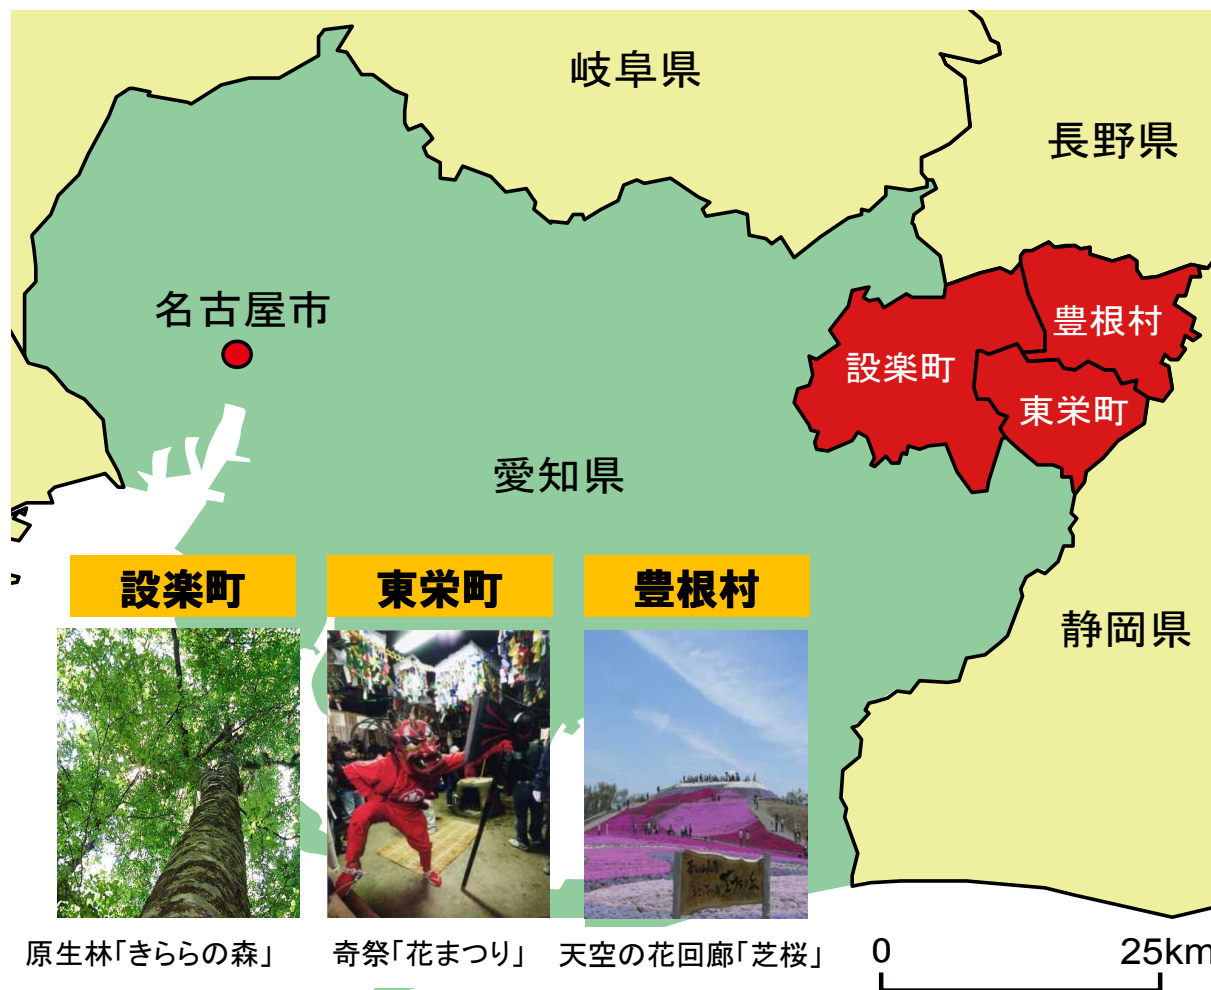 岐阜県
長野県
名古屋市
豊根村
設楽町
東栄町
愛知県
静岡県
設楽町
東栄町
豊根村
原生林「きららの森」
奇祭「花まつり」
天空の花回廊「芝桜」
0
25km